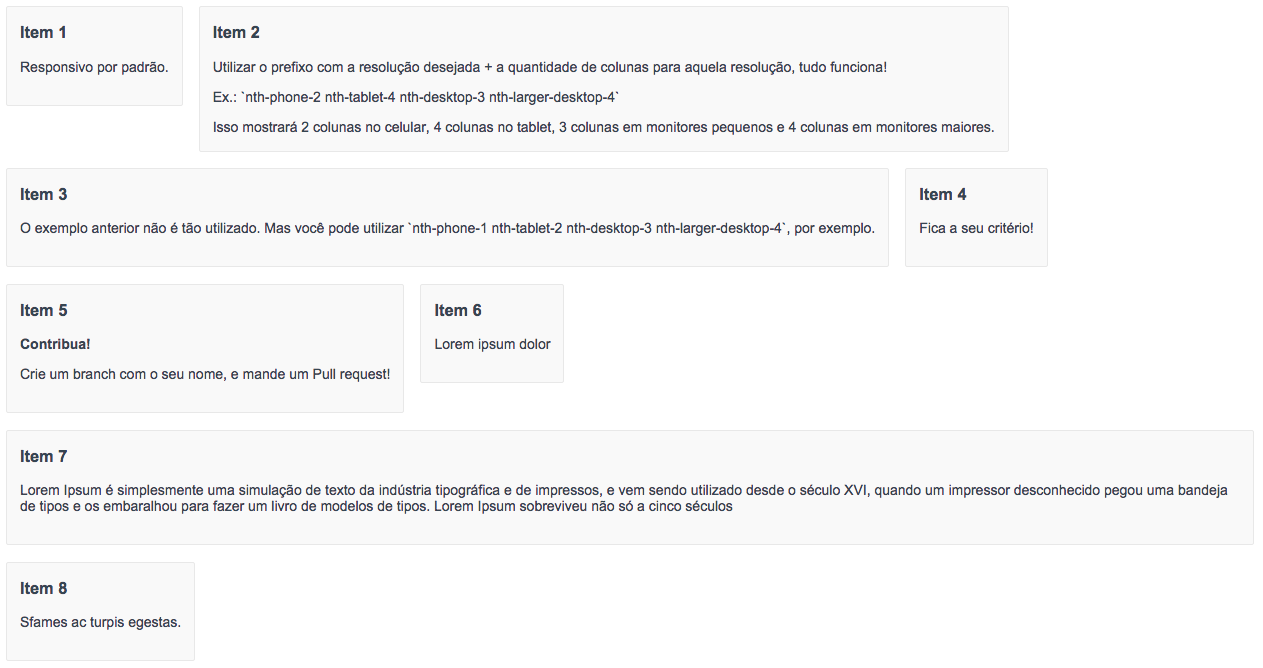 Item 1
Responsivo por padrão.
Item 2
Utilizar o prefixo com a resolução desejada + a quantidade de colunas para aquela resolução, tudo funciona!
Ex.: `nth-phone-2 nth-tablet-4 nth-desktop-3 nth-larger-desktop-4`
Isso mostrará 2 colunas no celular, 4 colunas no tablet, 3 colunas em monitores pequenos e 4 colunas em monitores maiores.
Item 3
O exemplo anterior não é tão utilizado. Mas você pode utilizar `nth-phone-1 nth-tablet-2 nth-desktop-3 nth-larger-desktop-4`, por exemplo.
Item 4
Fica a seu critério!
Item 5
Contribua!
Crie um branch com o seu nome, e mande um Pull request!
Item 6
Lorem ipsum dolor
Item 7
Lorem Ipsum é simplesmente uma simulação de texto da indústria tipográfica e de impressos, e vem sendo utilizado desde o século XVI, quando um impressor desconhecido pegou uma bandeja
de tipos e os embaralhou para fazer um livro de modelos de tipos. Lorem Ipsum sobreviveu não só a cinco séculos
Item 8
Sfames ac turpis egestas.